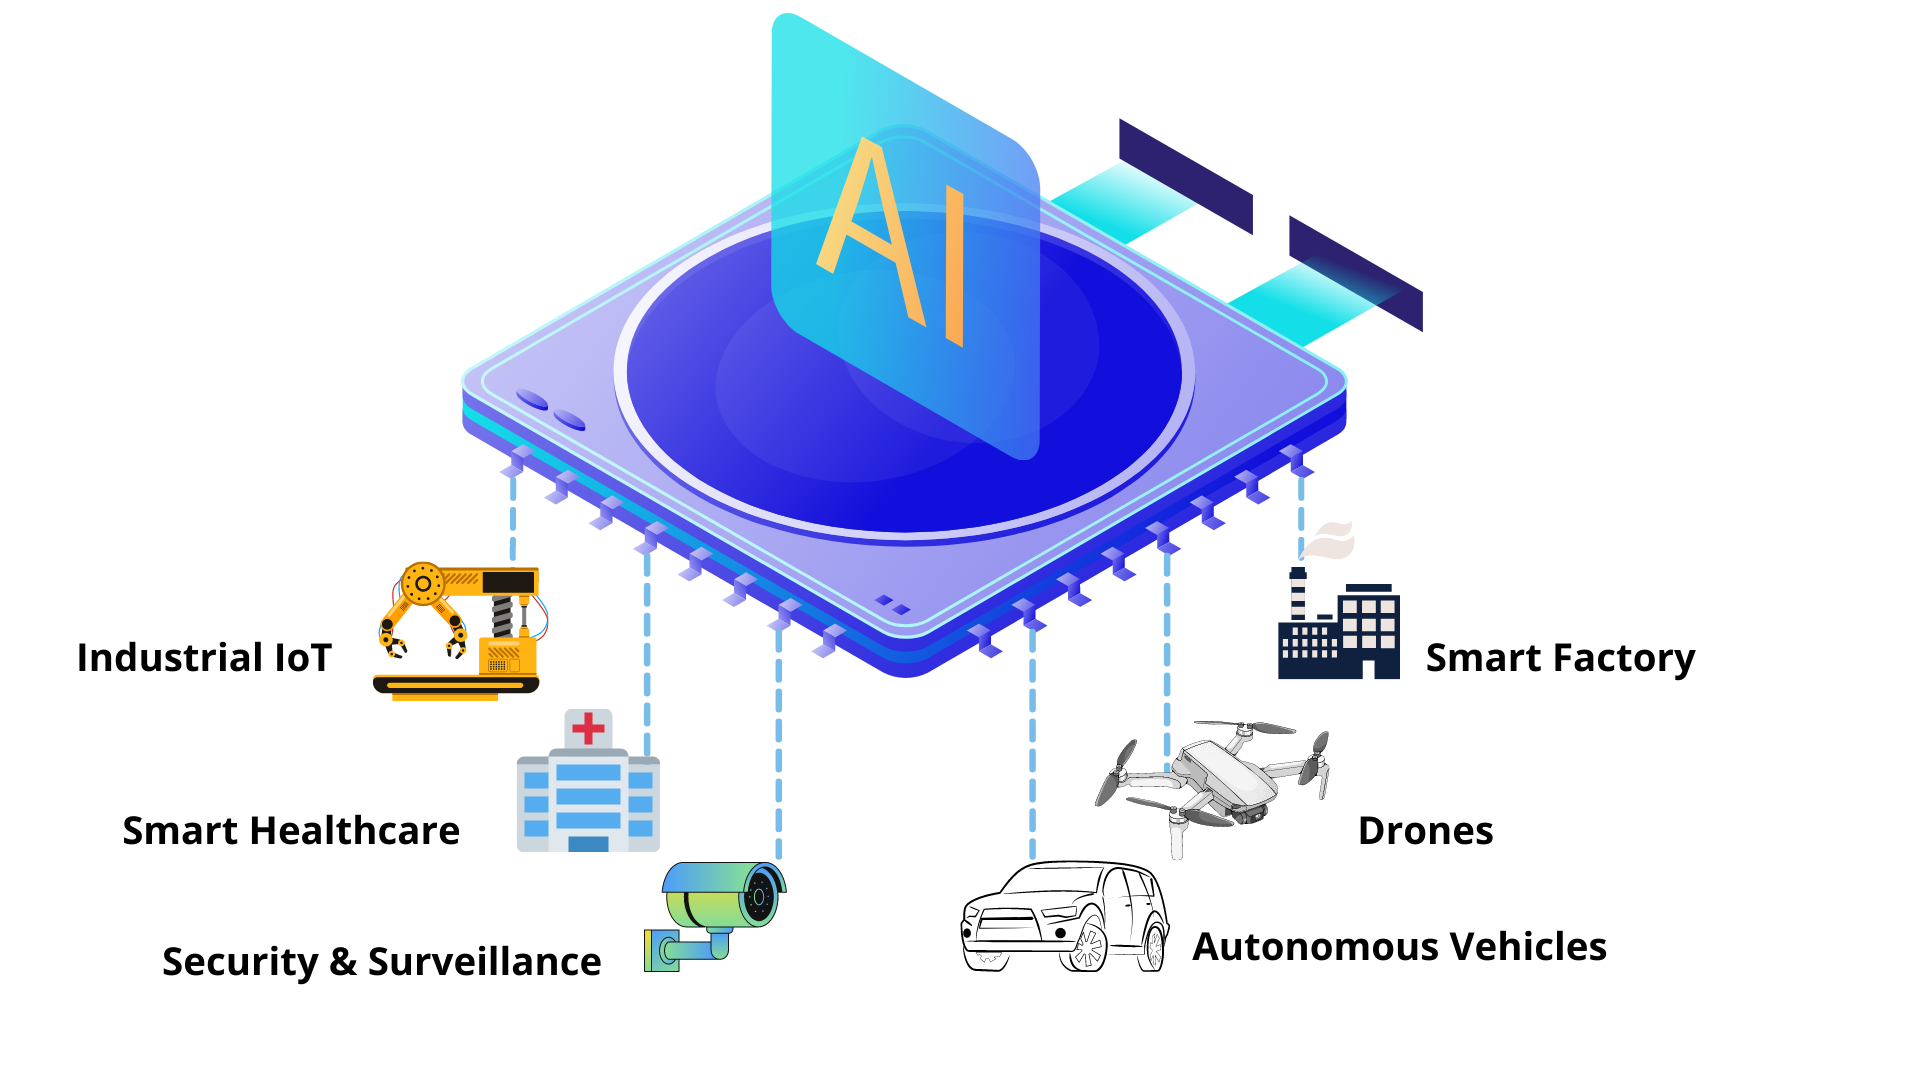 AI
Industrial IoT
Smart Factory
Smart Healthcare
Drones
Security & Surveillance
Autonomous Vehicles